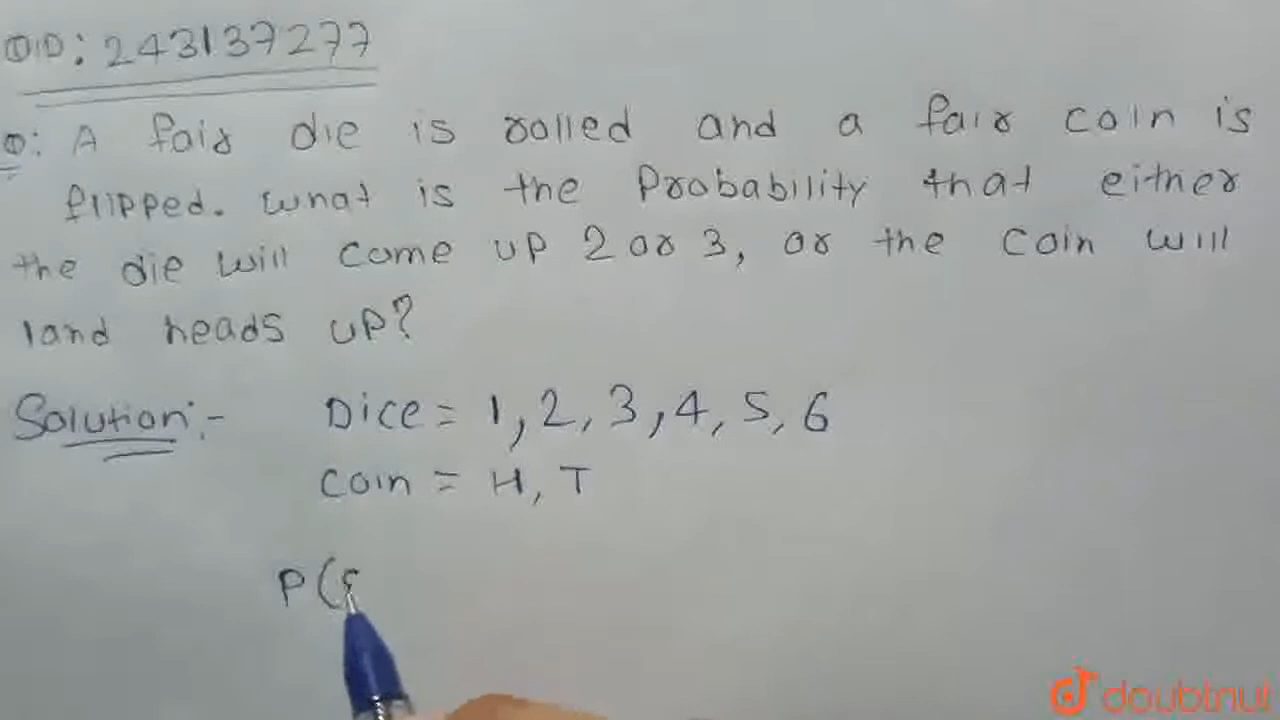 QID: 243137277
Q: A fair die is rolled and a fair coin is
flipped. What is the Probability that either
the die will come up 2 or 3, or the coin will
land heads up?
Solution:-
Dice = 1, 2, 3, 4, 5, 6
Coin = H, T
P(
doubtnut